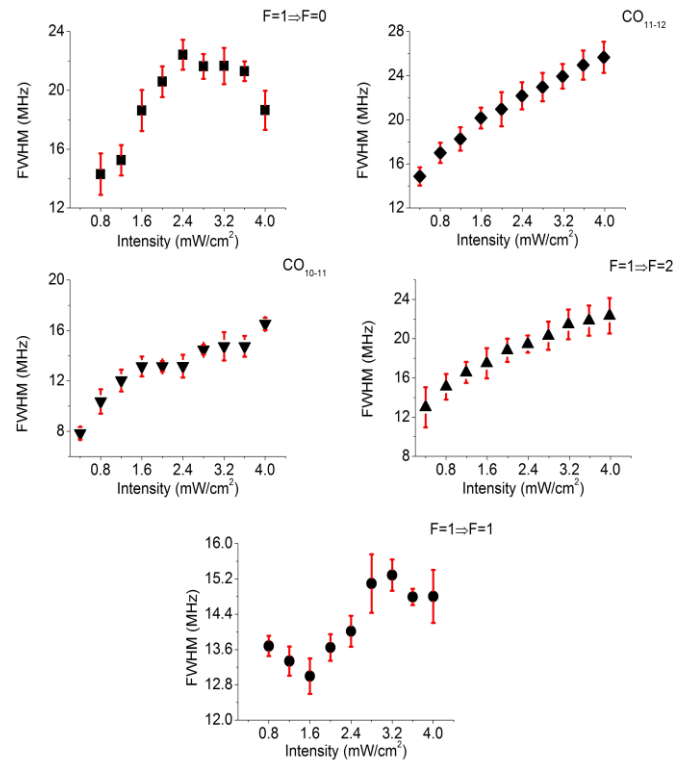 F=1⇒F=0
FWHM (MHz)
24
20
16
12
0.8 1.6 2.4 3.2 4.0
Intensity (mW/cm²)
CO₁₁₋₁₂
FWHM (MHz)
28
24
20
16
12
0.8 1.6 2.4 3.2 4.0
Intensity (mW/cm²)
CO₁₀₋₁₁
FWHM (MHz)
20
16
12
8
0.8 1.6 2.4 3.2 4.0
Intensity (mW/cm²)
F=1⇒F=2
FWHM (MHz)
24
20
16
12
8
0.8 1.6 2.4 3.2 4.0
Intensity (mW/cm²)
F=1⇒F=1
FWHM (MHz)
16.0
15.2
14.4
13.6
12.8
12.0
0.8 1.6 2.4 3.2 4.0
Intensity (mW/cm²)